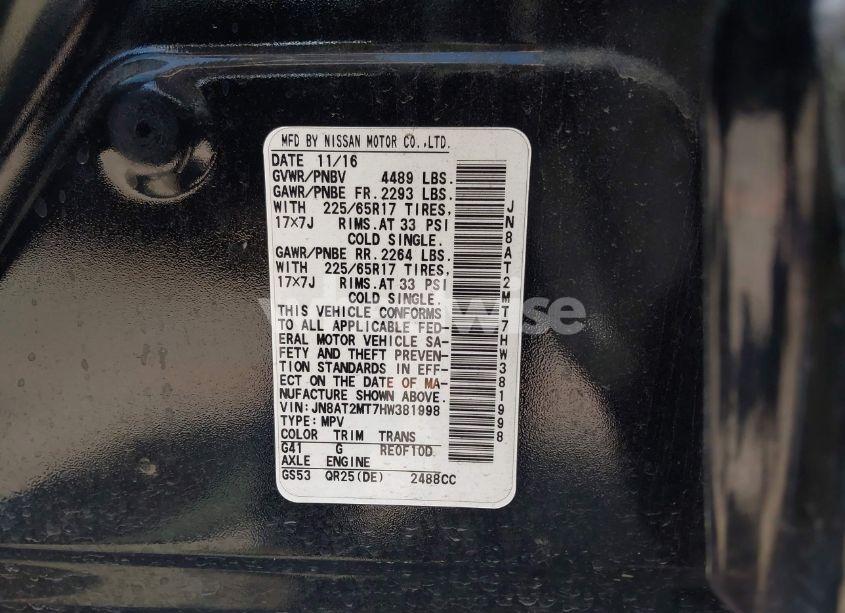 MFD BY NISSAN MOTOR CO.,LTD.
DATE 11/16
GVWR/PNBV 4489 LBS.
GAWR/PNBE FR.2293 LBS.
WITH 225/65R17 TIRES,
17×7J RIMS.AT 33 PSI
COLD SINGLE.
GAWR/PNBE RR.2264 LBS.
WITH 225/65R17 TIRES,
17×7J RIMS.AT 33 PSI
COLD SINGLE.
THIS VEHICLE CONFORMS
TO ALL APPLICABLE FED-
ERAL MOTOR VEHICLE SA-
FETY AND THEFT PREVEN-
TION STANDARDS IN EFF-
ECT ON THE DATE OF MA-
NUFACTURE SHOWN ABOVE.
VIN:JN8AT2MT7HW381998
TYPE:MPV
COLOR TRIM TRANS
G41 G RE0F10D
AXLE ENGINE
GS53 QR25(DE) 2488CC
JN8AT2MT7HW381998